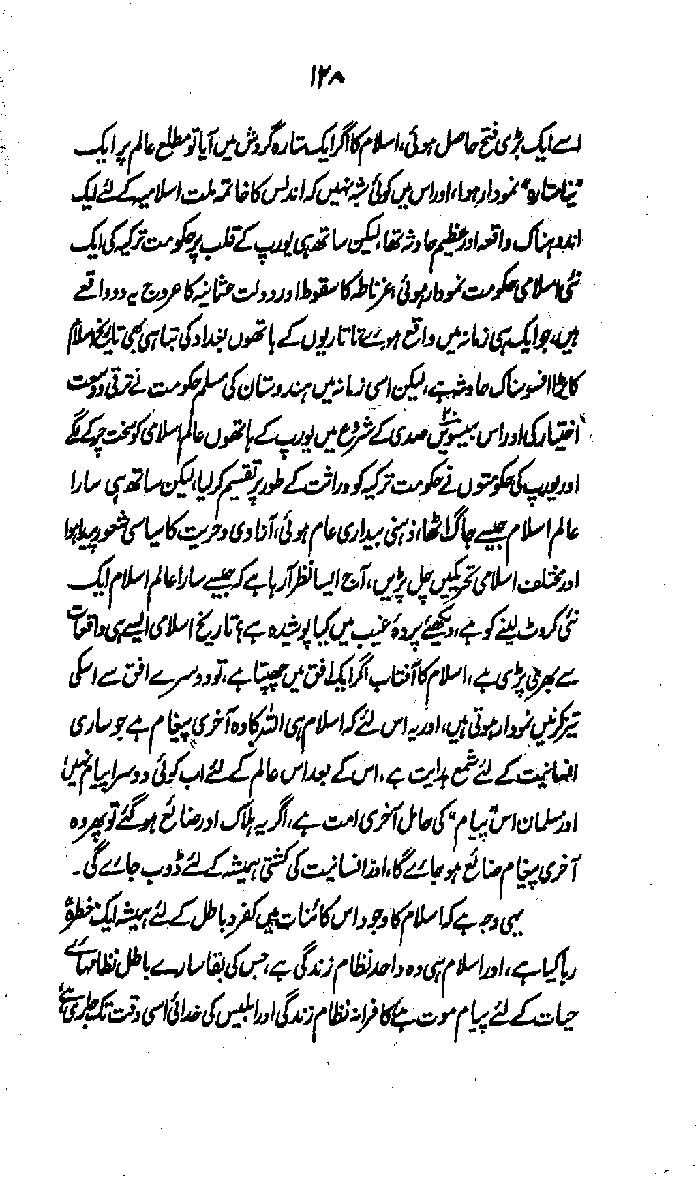 ۱۲۸
اسے ایک بڑی فتح حاصل ہوئی، اسلام کا اگر ایک ستارہ گردش میں آیا تو مطلع عالم پر ایک
"نیا ستارہ" نمودار ہوا، اور اس میں کوئی شبہ نہیں کہ اندلس کا خاتمہ ملت اسلامیہ کے لئے ایک
اندوہناک واقعہ اور عظیم حادثہ تھا، لیکن ساتھ ہی یورپ کے قلب پر حکومت ترکیہ کی ایک
نئی اسلامی حکومت نمودار ہوئی، غرناطہ کا سقوط اور دولت عثمانیہ کا عروج یہ دو واقعے
ہیں، جو ایک ہی زمانہ میں واقع ہوئے تاتاریوں کے ہاتھوں بغداد کی تباہی بھی تاریخ اسلام
کا بڑا افسوسناک حادثہ ہے، لیکن اسی زمانہ میں ہندوستان کی مسلم حکومت نے ترقی و وسعت
اختیار کی اور اس بیسویں ۲۰ صدی کے شروع میں یورپ کے ہاتھوں عالم اسلامی کو سخت چرکے لگے
اور یورپ کی حکومتوں نے حکومت ترکیہ کو وراثت کے طور پر تقسیم کر لیا، لیکن ساتھ ہی سارا
عالم اسلام جیسے جاگ اٹھا، ذہنی بیداری عام ہوئی، آزادی و حریت کا سیاسی شعور پیدا ہوا
اور مختلف اسلامی تحریکیں چل پڑیں، آج ایسا نظر آ رہا ہے کہ جیسے سارا عالم اسلام ایک
نئی کروٹ لینے کو ہے، دیکھئے پردۂ غیب میں کیا پوشیدہ ہے؟ تاریخ اسلامی ایسے ہی واقعات
سے بھری پڑی ہے، اسلام کا آفتاب اگر ایک افق میں چھپتا ہے، تو دوسرے افق سے اسکی
تیز کرنیں نمودار ہوتی ہیں، اور یہ اس لئے کہ اسلام ہی اللہ کا وہ آخری پیغام ہے جو ساری
انسانیت کے لئے شمع ہدایت ہے، اس کے بعد اس عالم کے لئے اب کوئی دوسرا پیام نہیں
اور مسلمان اس "پیام" کی حامل آخری امت ہے، اگر یہ ہلاک اور ضائع ہو گئے تو پھر وہ
آخری پیغام ضائع ہو جائے گا، اور انسانیت کی کشتی ہمیشہ کے لئے ڈوب جائے گی۔
یہی وجہ ہے کہ اسلام کا وجود اس کائنات میں کفر و باطل کے لئے ہمیشہ ایک خطرہ
رہا کیا ہے، اور اسلام ہی وہ واحد نظام زندگی ہے، جس کی بقا سارے باطل نظامہائے
حیات کے لئے پیام موت ہے، کافرانہ نظام زندگی اور ابلیس کی خدائی اسی وقت تک جاری